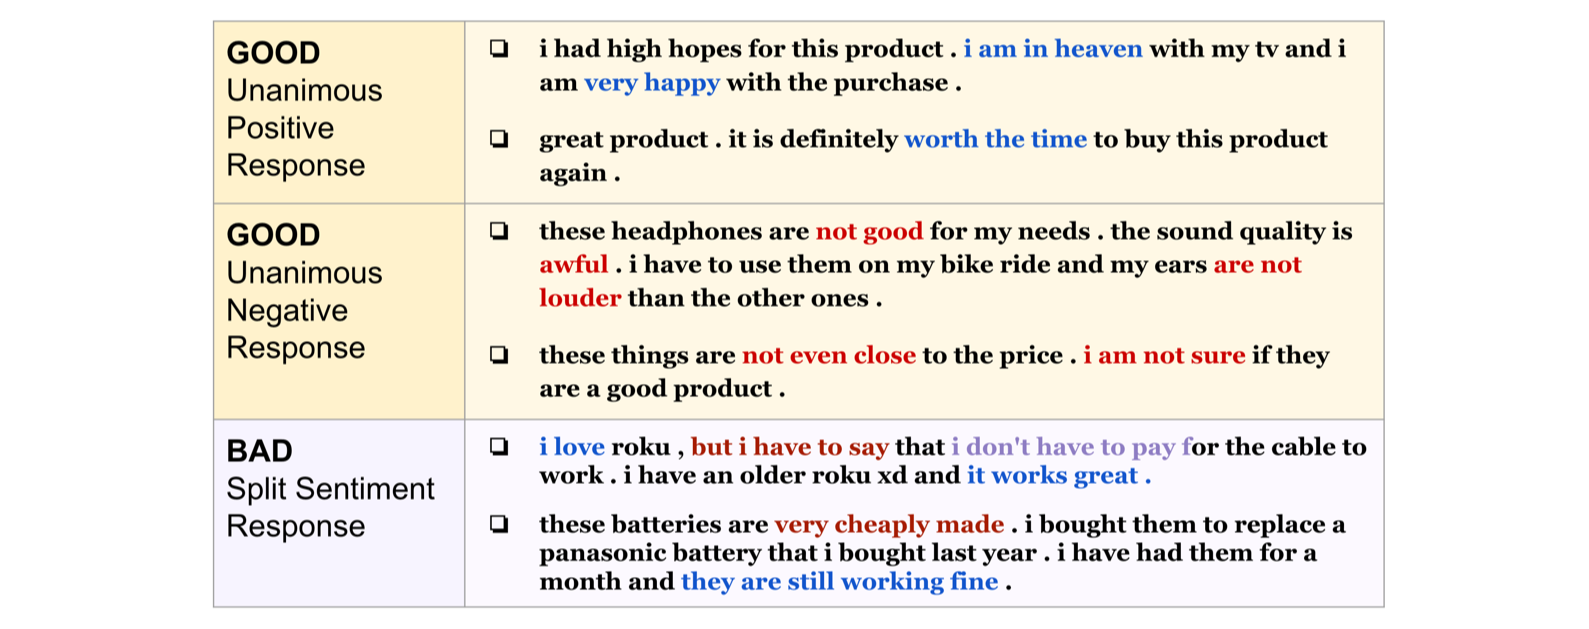 GOOD
Unanimous
Positive
Response
i had high hopes for this product . i am in heaven with my tv and i
am very happy with the purchase .
great product . it is definitely worth the time to buy this product
again .
GOOD
Unanimous
Negative
Response
these headphones are not good for my needs . the sound quality is
awful . i have to use them on my bike ride and my ears are not
louder than the other ones .
these things are not even close to the price . i am not sure if they
are a good product .
BAD
Split Sentiment
Response
i love roku , but i have to say that i don't have to pay for the cable to
work . i have an older roku xd and it works great .
these batteries are very cheaply made . i bought them to replace a
panasonic battery that i bought last year . i have had them for a
month and they are still working fine .